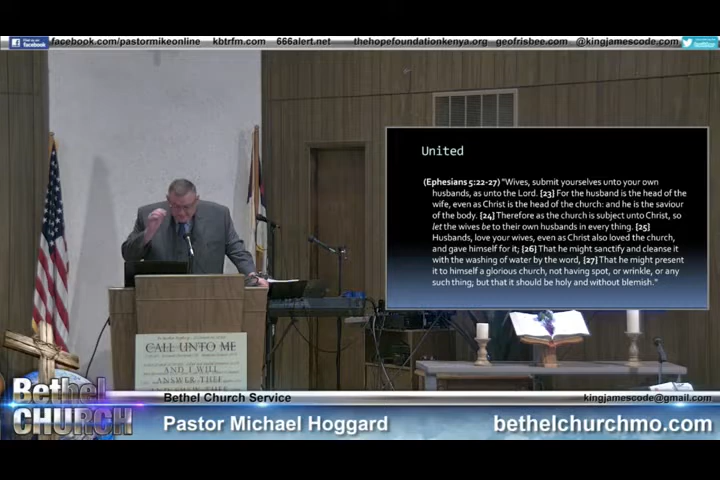 Find us on facebook facebook.com/pastormikeonline kbtrfm.com 666alert.net thehopefoundationkenya.org geofrisbee.com @kingjamescode.com
United
(Ephesians 5:22-27) "Wives, submit yourselves unto your own
husbands, as unto the Lord. [23] For the husband is the head of the
wife, even as Christ is the head of the church: and he is the saviour
of the body. [24] Therefore as the church is subject unto Christ, so
let the wives be to their own husbands in every thing. [25]
Husbands, love your wives, even as Christ also loved the church,
and gave himself for it; [26] That he might sanctify and cleanse it
with the washing of water by the word, [27] That he might present
it to himself a glorious church, not having spot, or wrinkle, or any
such thing; but that it should be holy and without blemish."
CALL UNTO ME
AND I WILL
ANSWER THEE
Bethel
CHURCH
Bethel Church Service
kingjamescode@gmail.com
Pastor Michael Hoggard
bethelchurchmo.com